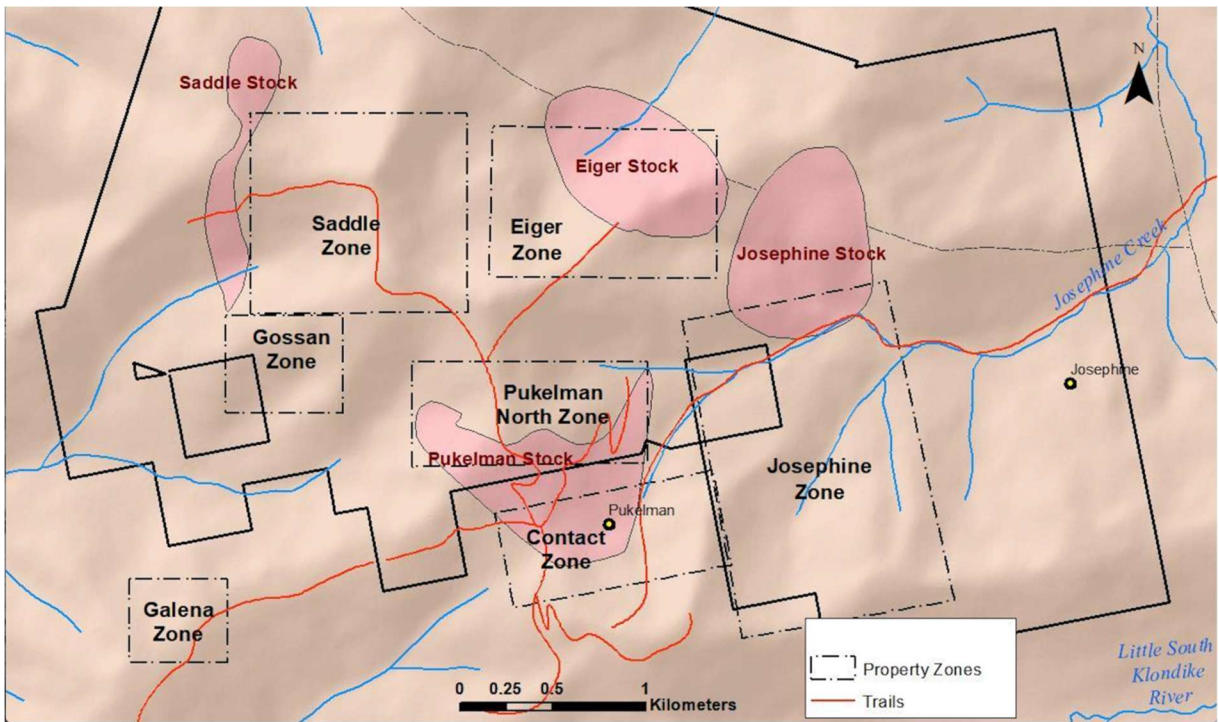 N
Saddle Stock
Eiger Stock
Saddle
Zone
Eiger
Zone
Josephine Stock
Josephine Creek
Gossan
Zone
Josephine
Pukelman
North Zone
Pukelman Stock
Josephine
Zone
Pukelman
Contact
Zone
Galena
Zone
Little South
Klondike
River
Property Zones
Trails
0 0.25 0.5 1
Kilometers